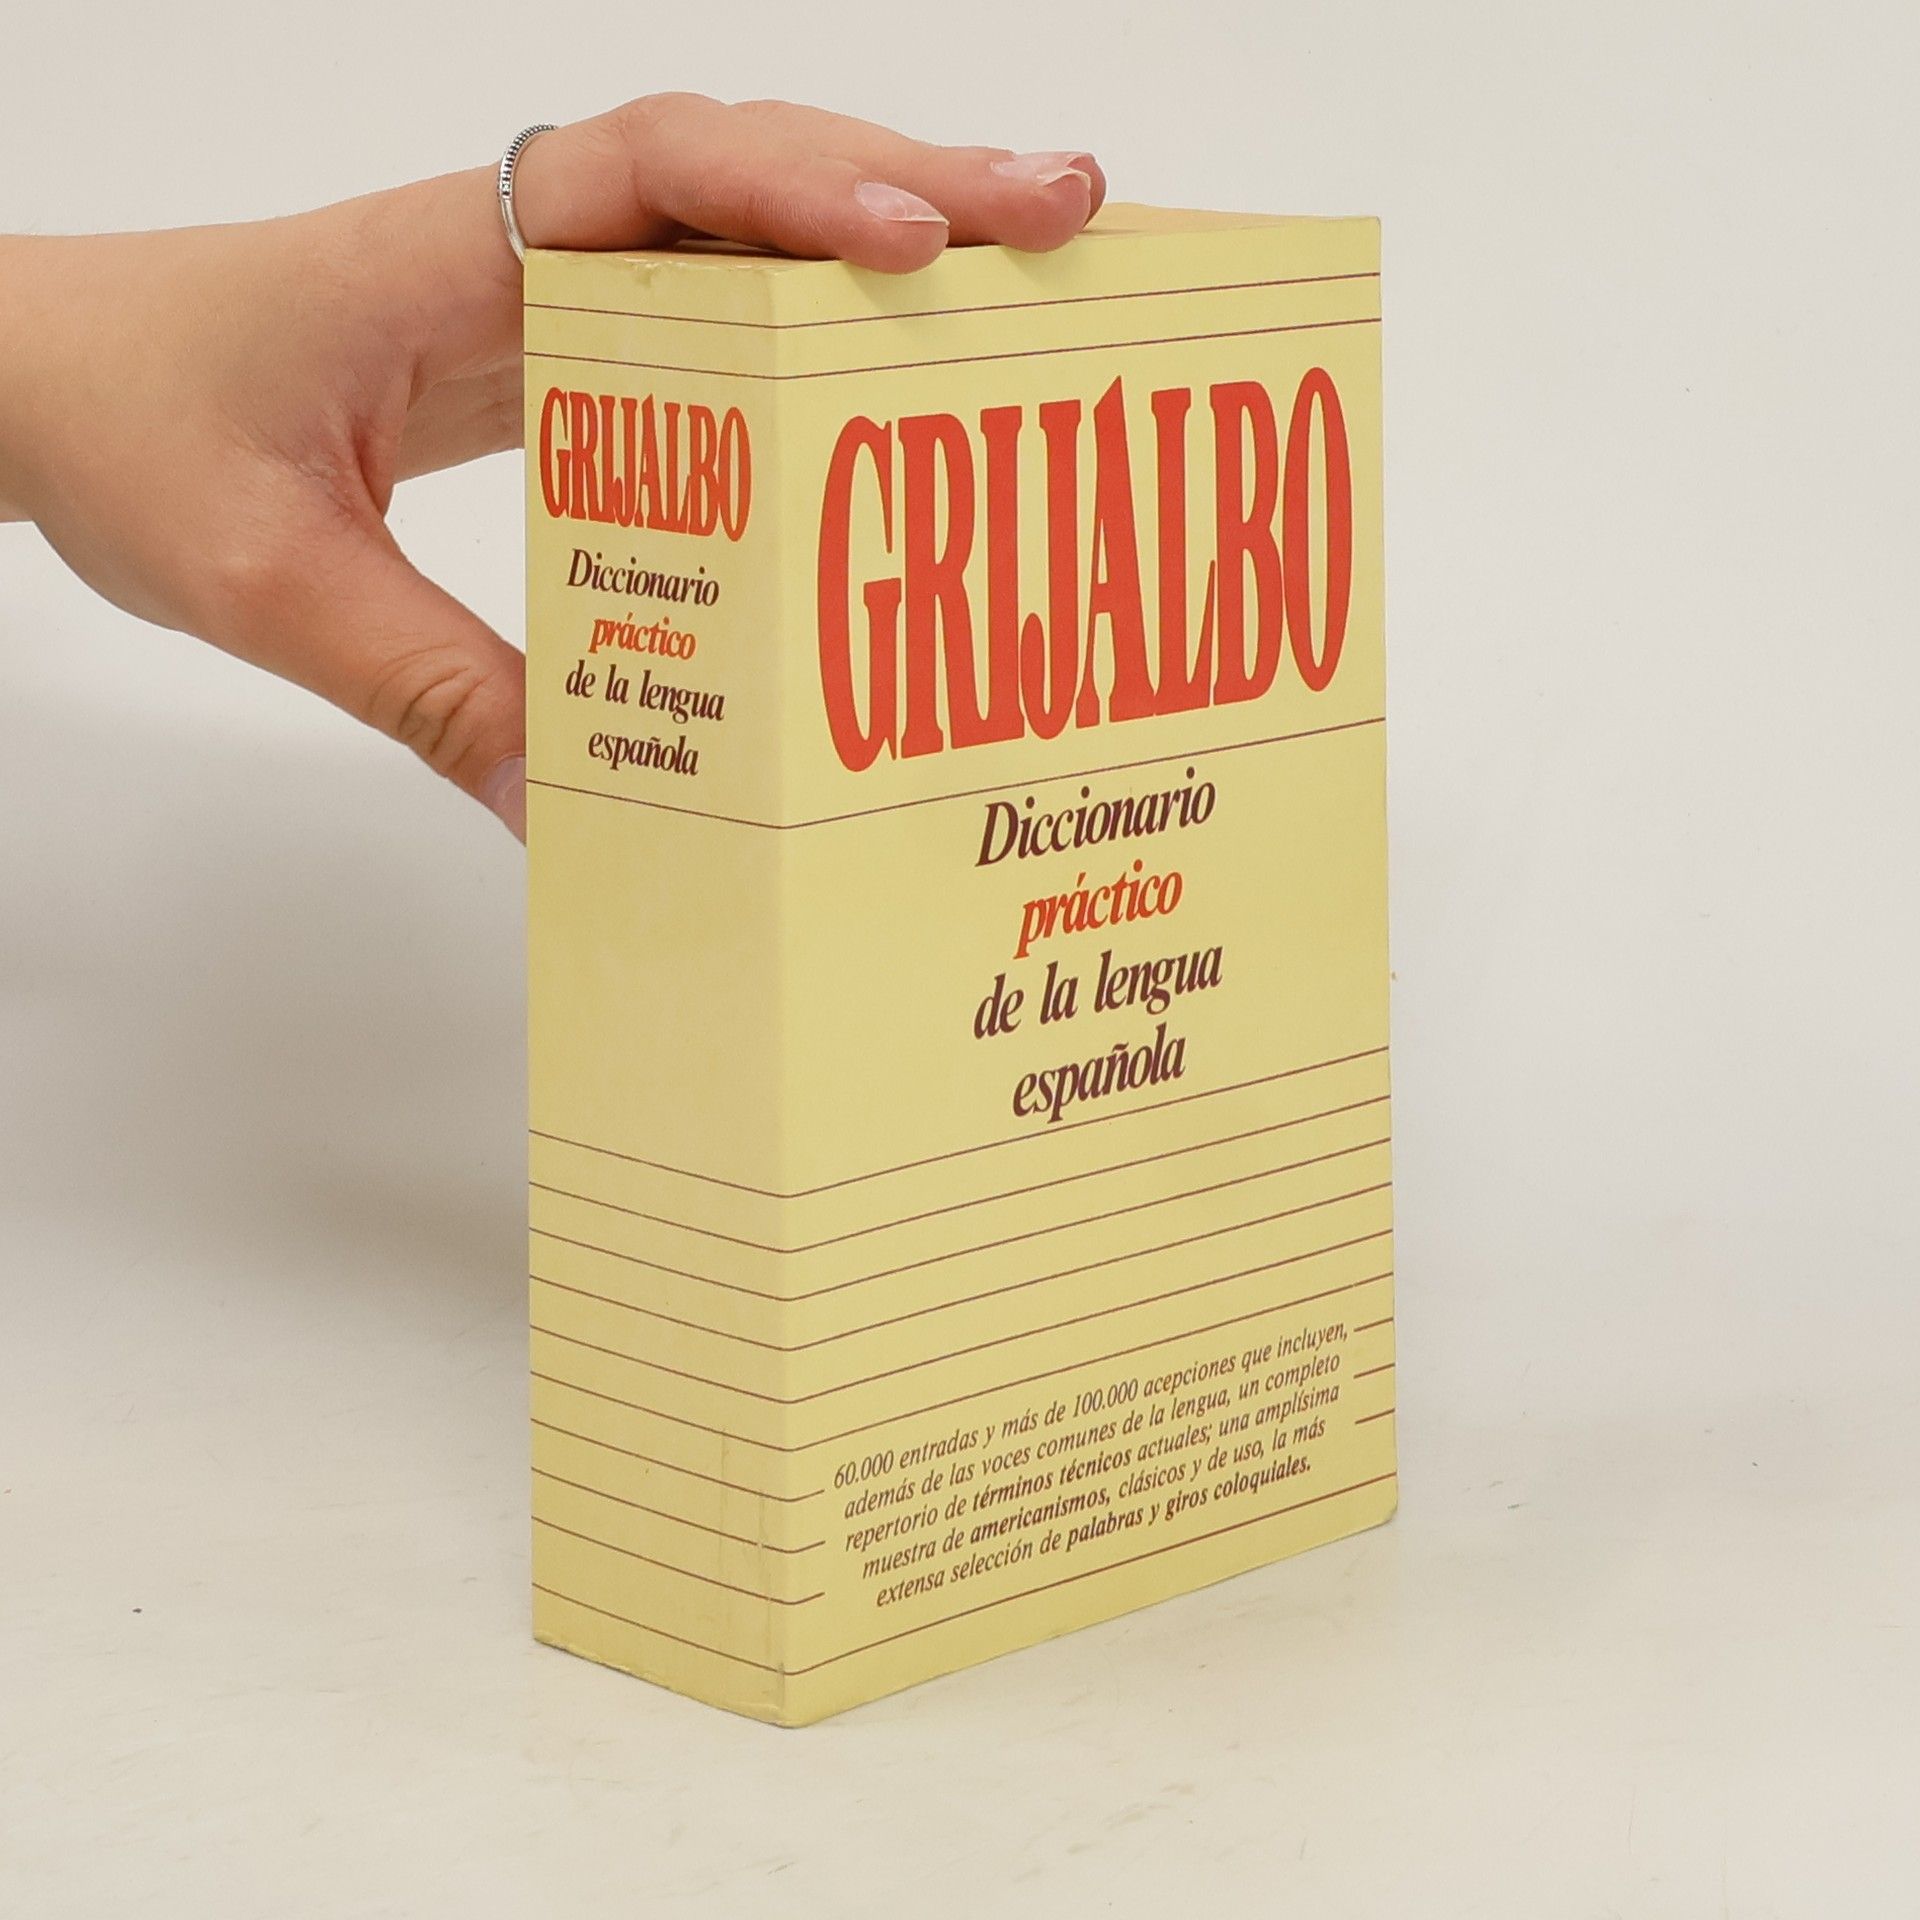 GRIJALBO
Diccionario
práctico
de la lengua
española
GRIJALBO
Diccionario
práctico
de la lengua
española
60.000 entradas y más de 100.000 acepciones que incluyen,
además de las voces comunes de la lengua, un completo
repertorio de términos técnicos actuales; una amplísima
muestra de americanismos, clásicos y de uso, la más
extensa selección de palabras y giros coloquiales.